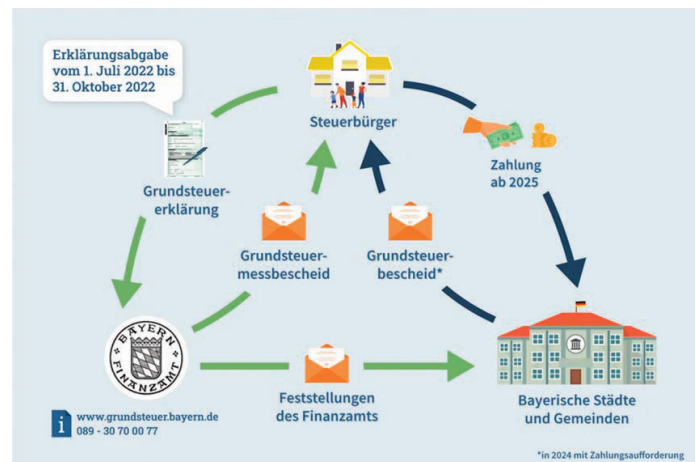 Erklärungsabgabe
vom 1. Juli 2022 bis
31. Oktober 2022
Steuerbürger
Grundsteuer-
erklärung
Zahlung
ab 2025
Grundsteuer-
messbescheid
Grundsteuer-
bescheid*
BAYERN
FINANZAMT
Feststellungen
des Finanzamts
Bayerische Städte
und Gemeinden
i
www.grundsteuer.bayern.de
089 - 30 70 00 77
*in 2024 mit Zahlungsaufforderung